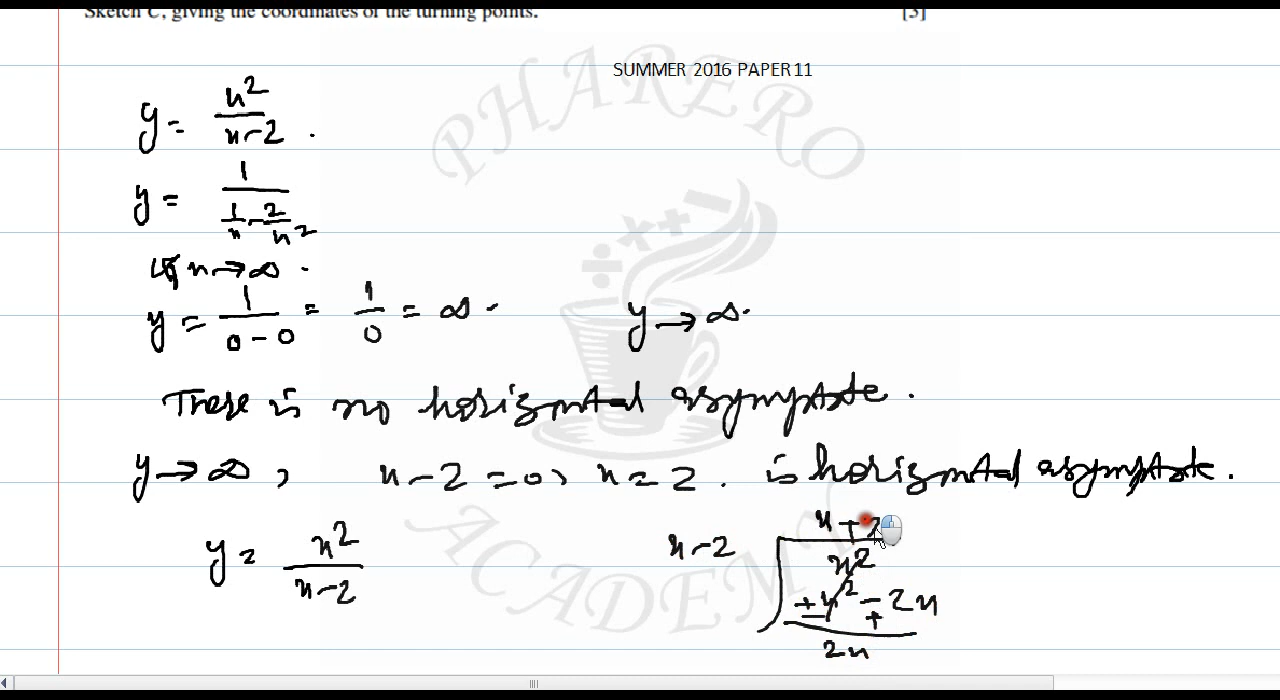 Sketch C, giving the coordinates of the turning points. [3]
SUMMER 2016 PAPER 11
y = x²/(x-2) .
y = 1/(1/x - 2/x²)
If x → ∞ .
y = 1/(0-0) = 1/0 = ∞ . y → ∞.
There is no horizontal asymptote .
y → ∞ , x - 2 = 0, x = 2 . is horizontal asymptote .
y = x²/(x-2)
x + 2
x-2 x²
±x² - 2x
+
2x
PHARERO
ACADEMY